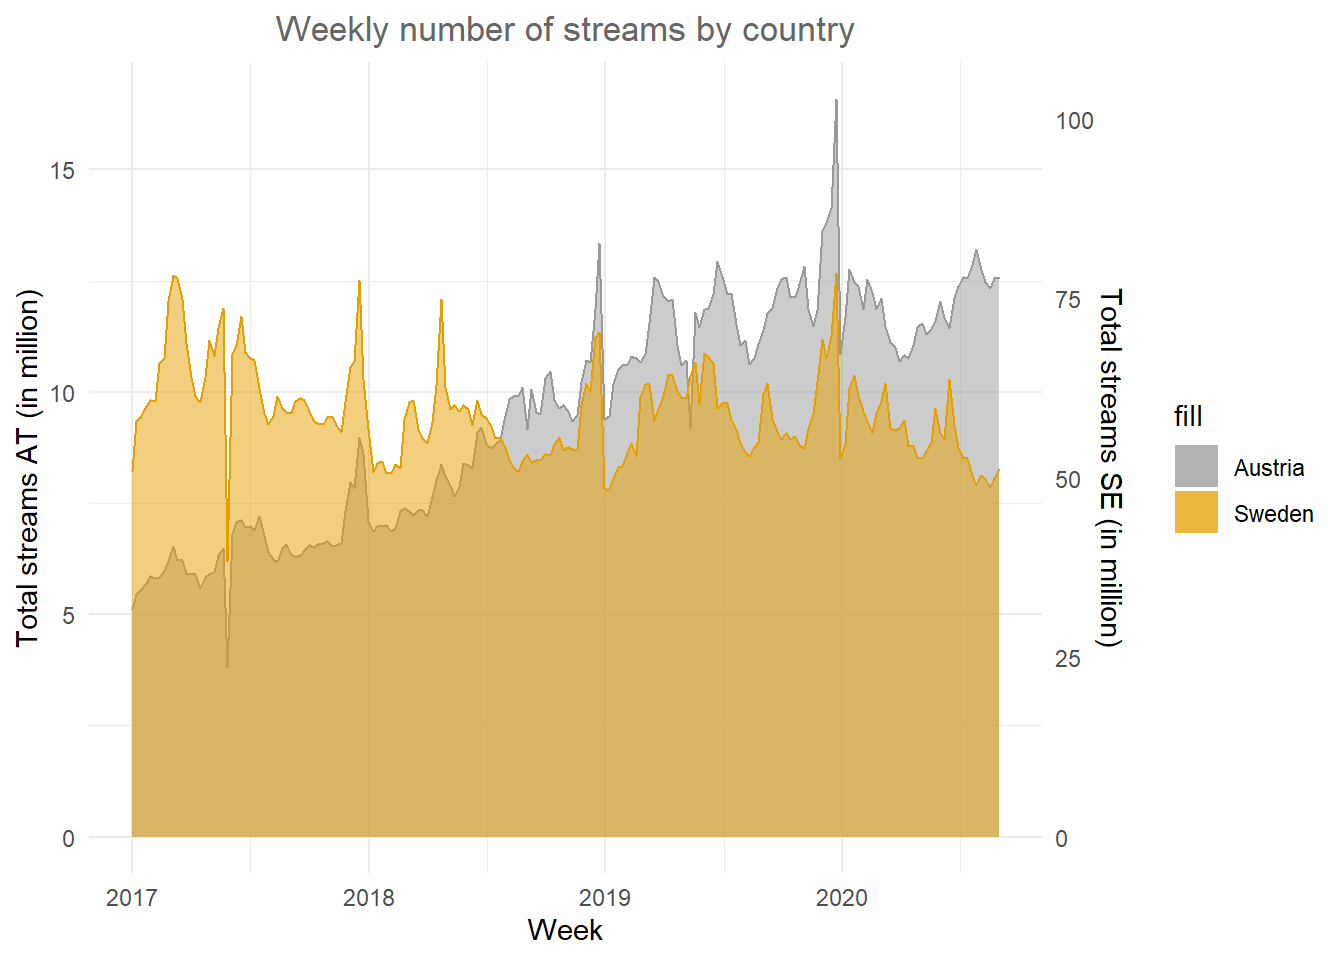 Weekly number of streams by country
Total streams AT (in million)
15
10
5
0
100
75
50
25
0
Total streams SE (in million)
2017
2018
2019
2020
Week
fill
Austria
Sweden